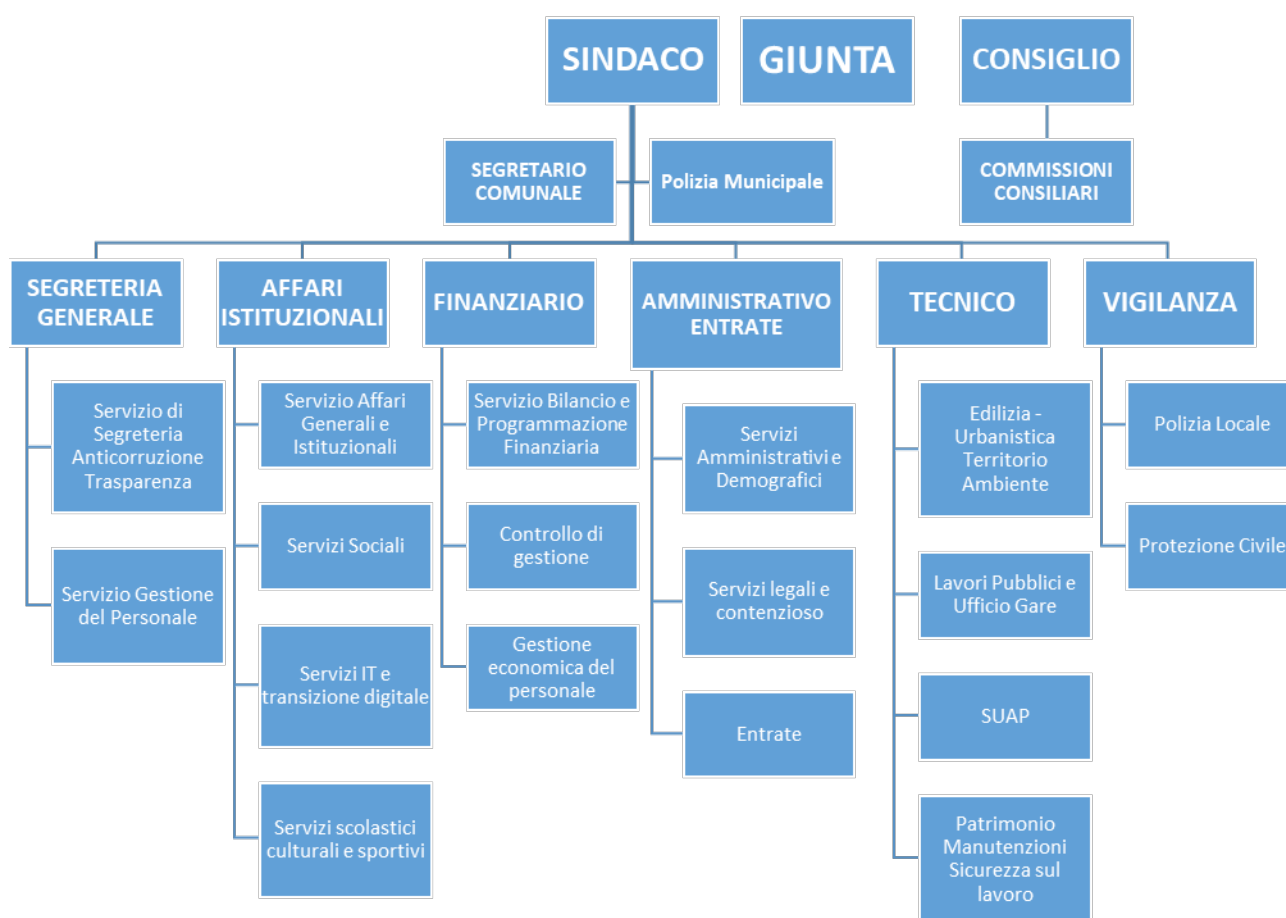 SINDACO
GIUNTA
CONSIGLIO
SEGRETARIO
COMUNALE
Polizia Municipale
COMMISSIONI
CONSILIARI
SEGRETERIA
GENERALE
Servizio di
Segreteria
Anticorruzione
Trasparenza
Servizio Gestione
del Personale
AFFARI
ISTITUZIONALI
Servizio Affari
Generali e
Istituzionali
Servizi Sociali
Servizi IT e
transizione digitale
Servizi scolastici
culturali e sportivi
FINANZIARIO
Servizio Bilancio e
Programmazione
Finanziaria
Controllo di
gestione
Gestione
economica del
personale
AMMINISTRATIVO
ENTRATE
Servizi
Amministrativi e
Demografici
Servizi legali e
contenzioso
Entrate
TECNICO
Edilizia -
Urbanistica
Territorio
Ambiente
Lavori Pubblici e
Ufficio Gare
SUAP
Patrimonio
Manutenzioni
Sicurezza sul
lavoro
VIGILANZA
Polizia Locale
Protezione Civile